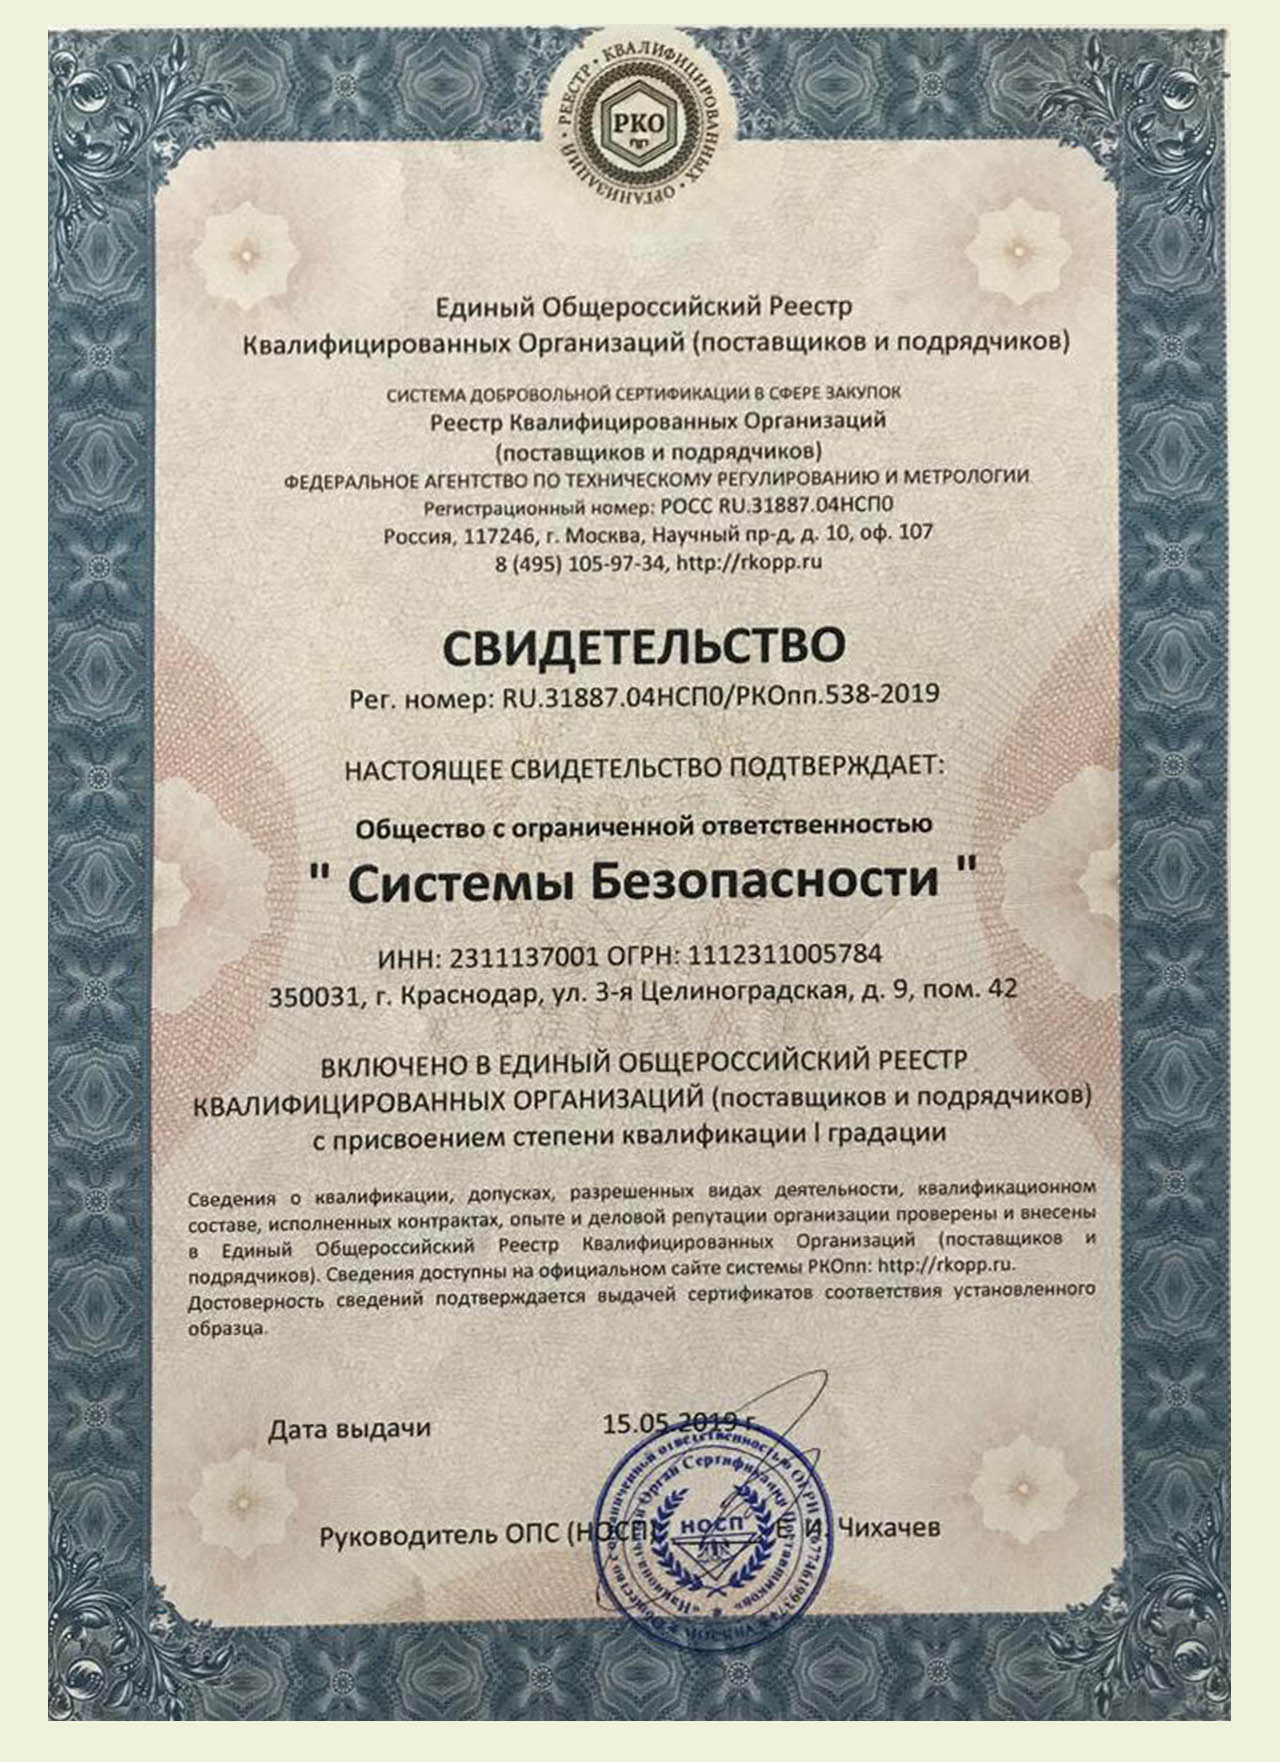 РЕЕСТР • КВАЛИФИЦИРОВАННЫХ • ОРГАНИЗАЦИЙ •
РКО
пп
Единый Общероссийский Реестр
Квалифицированных Организаций (поставщиков и подрядчиков)
СИСТЕМА ДОБРОВОЛЬНОЙ СЕРТИФИКАЦИИ В СФЕРЕ ЗАКУПОК
Реестр Квалифицированных Организаций
(поставщиков и подрядчиков)
ФЕДЕРАЛЬНОЕ АГЕНТСТВО ПО ТЕХНИЧЕСКОМУ РЕГУЛИРОВАНИЮ И МЕТРОЛОГИИ
Регистрационный номер: РОСС RU.31887.04НСП0
Россия, 117246, г. Москва, Научный пр-д, д. 10, оф. 107
8 (495) 105-97-34, http://rkopp.ru
СВИДЕТЕЛЬСТВО
Рег. номер: RU.31887.04НСП0/РКОпп.538-2019
НАСТОЯЩЕЕ СВИДЕТЕЛЬСТВО ПОДТВЕРЖДАЕТ:
Общество с ограниченной ответственностью
" Системы Безопасности "
ИНН: 2311137001 ОГРН: 1112311005784
350031, г. Краснодар, ул. 3-я Целиноградская, д. 9, пом. 42
ВКЛЮЧЕНО В ЕДИНЫЙ ОБЩЕРОССИЙСКИЙ РЕЕСТР
КВАЛИФИЦИРОВАННЫХ ОРГАНИЗАЦИЙ (поставщиков и подрядчиков)
с присвоением степени квалификации I градации
Сведения о квалификации, допусках, разрешенных видах деятельности, квалификационном
составе, исполненных контрактах, опыте и деловой репутации организации проверены и внесены
в Единый Общероссийский Реестр Квалифицированных Организаций (поставщиков и
подрядчиков). Сведения доступны на официальном сайте системы РКОпп: http://rkopp.ru.
Достоверность сведений подтверждается выдачей сертификатов соответствия установленного
образца.
Дата выдачи 15.05.2019 г.
Руководитель ОПС (НОСП) Е. И. Чихачев
Общество с ограниченной ответственностью
«Национальный Орган Сертификации Поставщиков»
НОСП